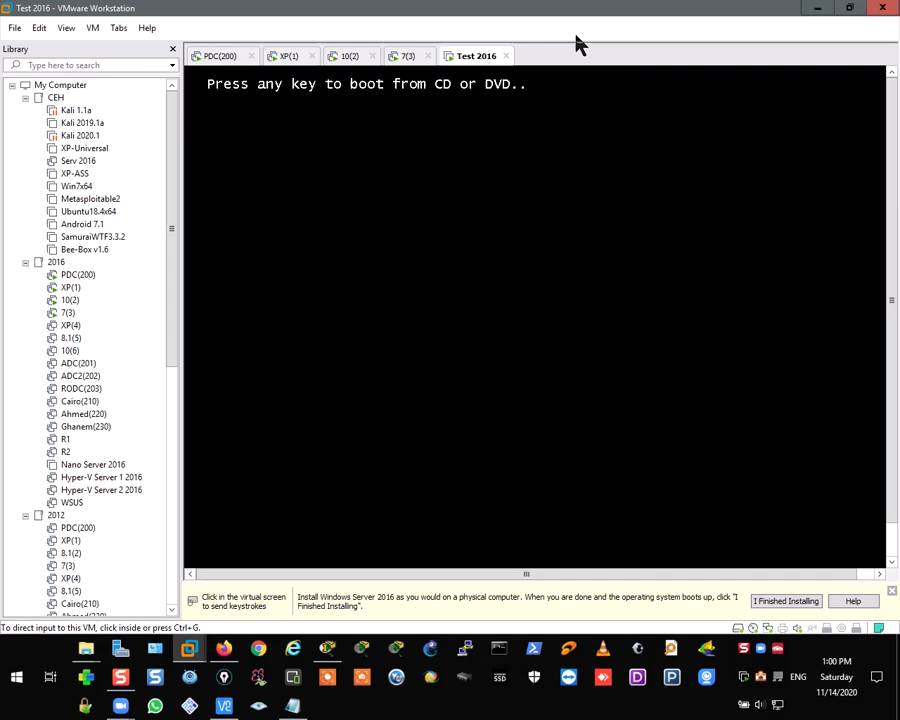 Test 2016 - VMware Workstation
File Edit View VM Tabs Help
Library
Type here to search
My Computer
CEH
Kali 1.1a
Kali 2019.1a
Kali 2020.1
XP-Universal
Serv 2016
XP-ASS
Win7x64
Metasploitable2
Ubuntu18.4x64
Android 7.1
SamuraiWTF3.3.2
Bee-Box v1.6
2016
PDC(200)
XP(1)
10(2)
7(3)
XP(4)
8.1(5)
10(6)
ADC(201)
ADC2(202)
RODC(203)
Cairo(210)
Ahmed(220)
Ghanem(230)
R1
R2
Nano Server 2016
Hyper-V Server 1 2016
Hyper-V Server 2 2016
WSUS
2012
PDC(200)
XP(1)
8.1(2)
7(3)
XP(4)
8.1(5)
Cairo(210)
Ahmed(220)
PDC(200) XP(1) 10(2) 7(3) Test 2016
Press any key to boot from CD or DVD..
Click in the virtual screen
to send keystrokes
Install Windows Server 2016 as you would on a physical computer. When you are done and the operating system boots up, click "I
Finished Installing".
I Finished Installing
Help
To direct input to this VM, click inside or press Ctrl+G.
SSD
ENG
1:00 PM
Saturday
11/14/2020